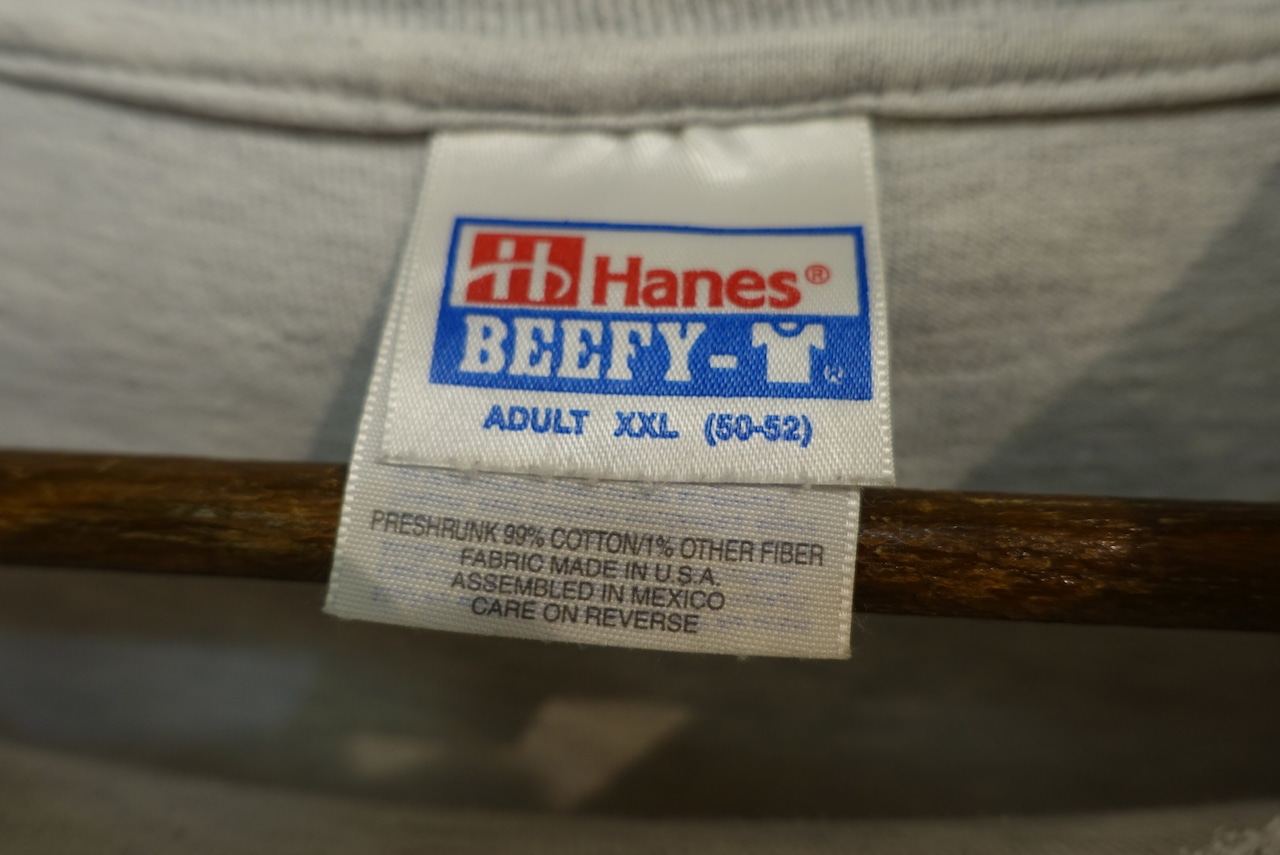 Hanes®
BEEFY-T®
ADULT XXL (50-52)
PRESHRUNK 99% COTTON/1% OTHER FIBER
FABRIC MADE IN U.S.A.
ASSEMBLED IN MEXICO
CARE ON REVERSE